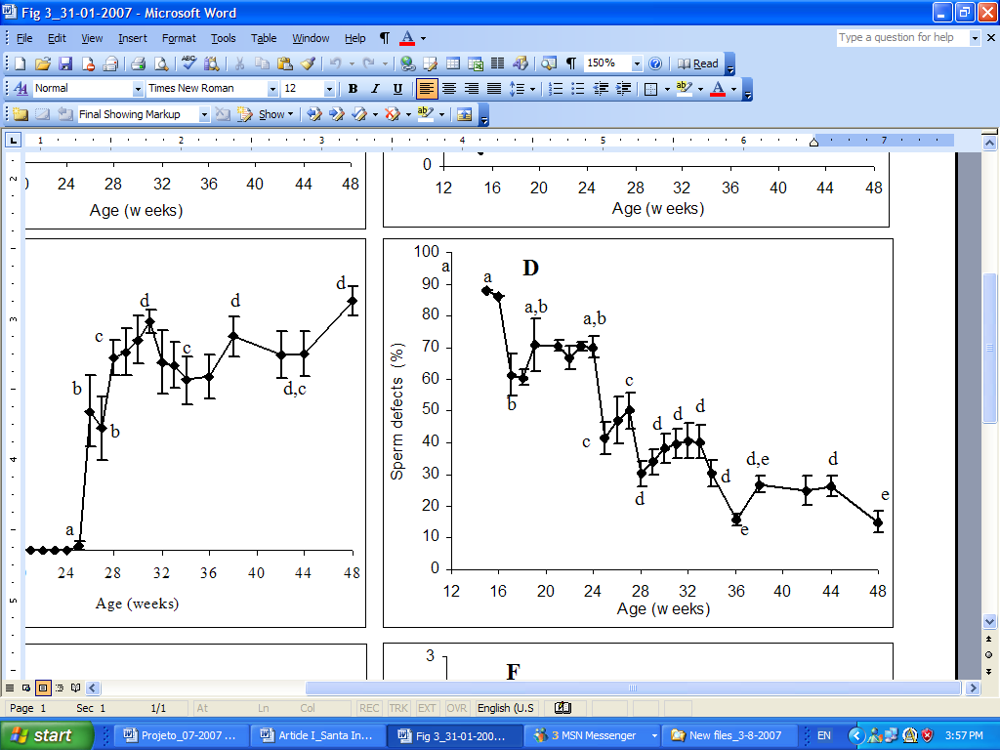 Fig 3_31-01-2007 - Microsoft Word
File Edit View Insert Format Tools Table Window Help ¶ A Type a question for help
150% Read
Normal Times New Roman 12 B I U
Final Showing Markup Show
1 2 3 4 5 6 7
0
24 28 32 36 40 44 48
Age (w eeks)
12 16 20 24 28 32 36 40 44 48
Age (w eeks)
a b b c d c d d,c d
24 28 32 36 40 44 48
Age (weeks)
D
Sperm defects (%)
100
90
80
70
60
50
40
30
20
10
0
a a b a,b a,b c c d d d d d e d,e d e
12 16 20 24 28 32 36 40 44 48
Age (w eeks)
3
F
Page 1 Sec 1 1/1 At Ln Col REC TRK EXT OVR English (U.S
start Projeto_07-2007 ... Article I_Santa In... Fig 3_31-01-200... 3 MSN Messenger New files_3-8-2007 EN 3:57 PM